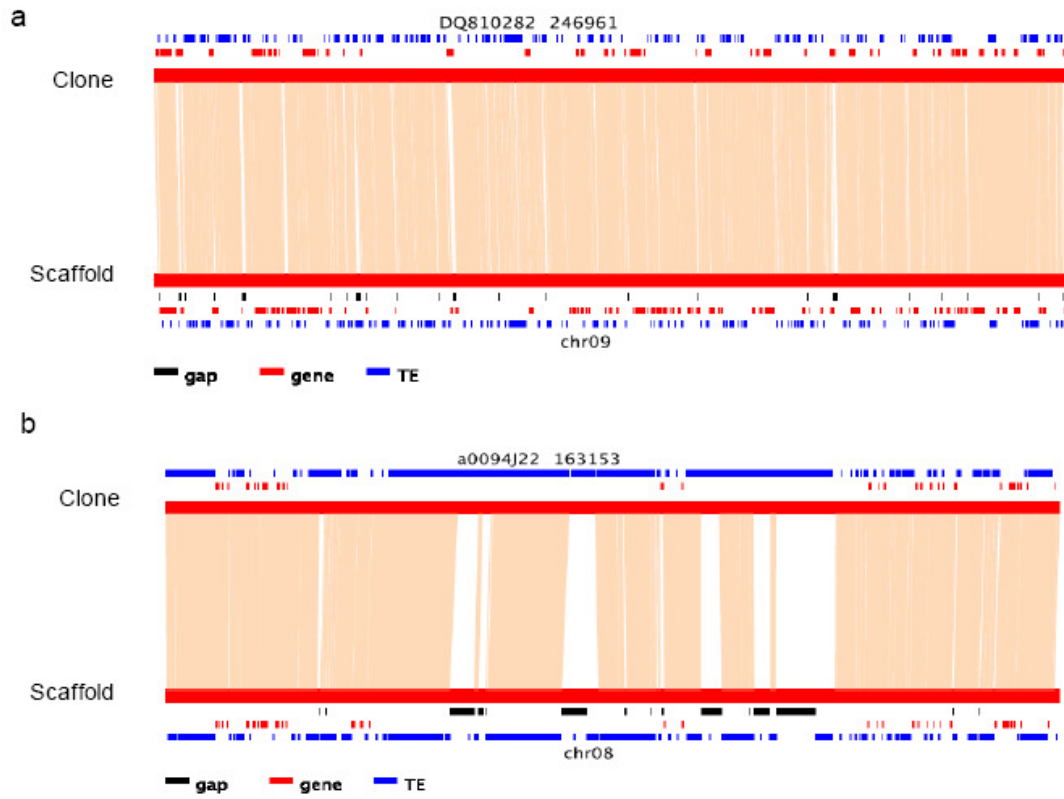 a
DQ810282 246961
Clone
Scaffold
chr09
gap gene TE
b
a0094J22 163153
Clone
Scaffold
chr08
gap gene TE